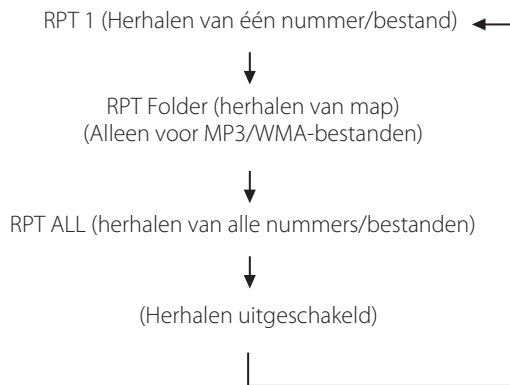 RPT 1 (Herhalen van één nummer/bestand)
RPT Folder (herhalen van map)
(Alleen voor MP3/WMA-bestanden)
RPT ALL (herhalen van alle nummers/bestanden)
(Herhalen uitgeschakeld)